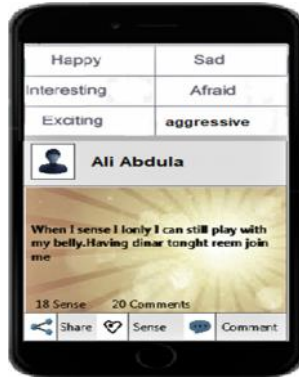 Happy Sad
Interesting Afraid
Exciting aggressive
Ali Abdula
When I sense I lonly I can still play with
my belly.Having dinar tonght reem join
me
18 Sense 20 Comments
Share Sense Comment